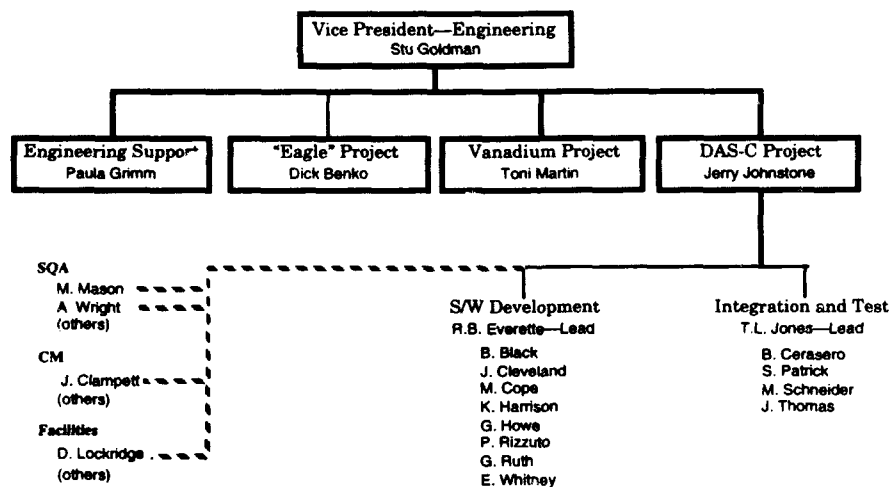 Vice President—Engineering
Stu Goldman
Engineering Support
Paula Grimm
"Eagle" Project
Dick Benko
Vanadium Project
Toni Martin
DAS-C Project
Jerry Johnstone
SQA
M. Mason
A Wright
(others)
CM
J. Clampett
(others)
Facilities
D. Lockridge
(others)
S/W Development
R.B. Everette—Lead
B. Black
J. Cleveland
M. Cope
K. Harrison
G. Howe
P. Rizzuto
G. Ruth
E. Whitney
Integration and Test
T.L. Jones—Lead
B. Cerasero
S. Patrick
M. Schneider
J. Thomas